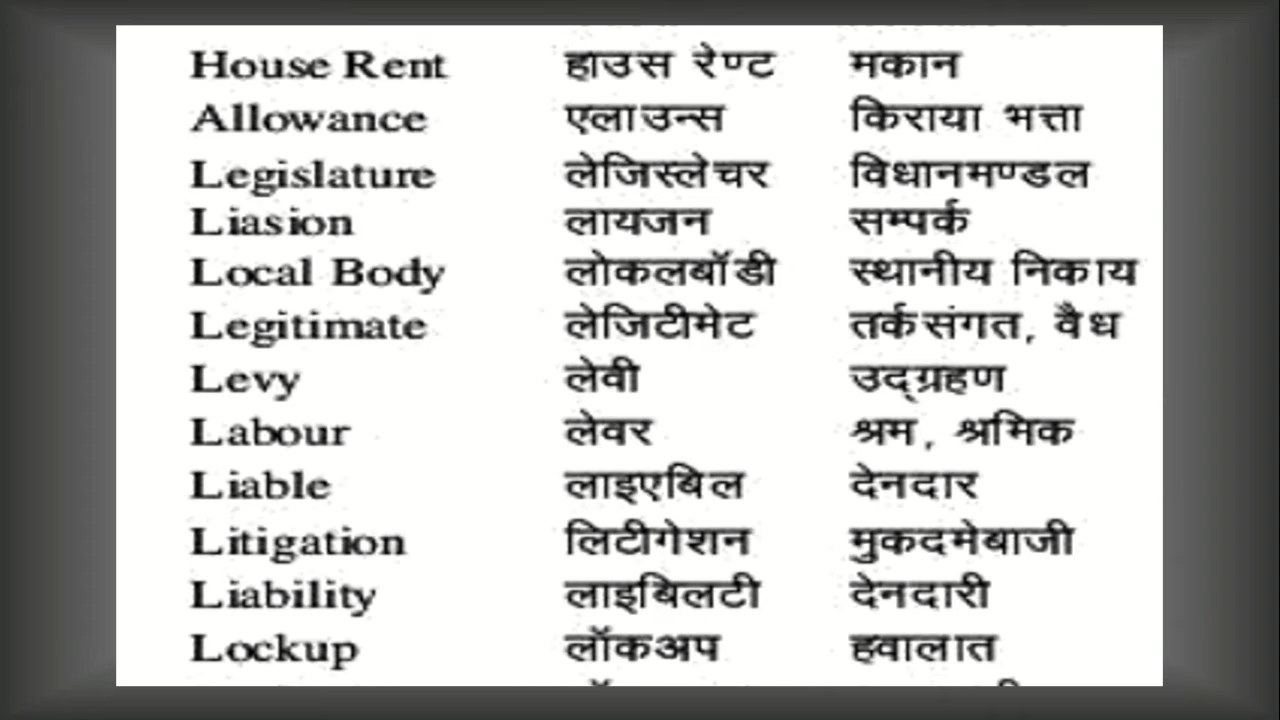 House Rent हाउस रेण्ट मकान
Allowance एलाउन्स किराया भत्ता
Legislature लेजिस्लेचर विधानमण्डल
Liasion लायजन सम्पर्क
Local Body लोकलबॉडी स्थानीय निकाय
Legitimate लेजिटीमेट तर्कसंगत, वैध
Levy लेवी उद्ग्रहण
Labour लेवर श्रम, श्रमिक
Liable लाइएबिल देनदार
Litigation लिटीगेशन मुकदमेबाजी
Liability लाइबिलटी देनदारी
Lockup लॉकअप हवालात